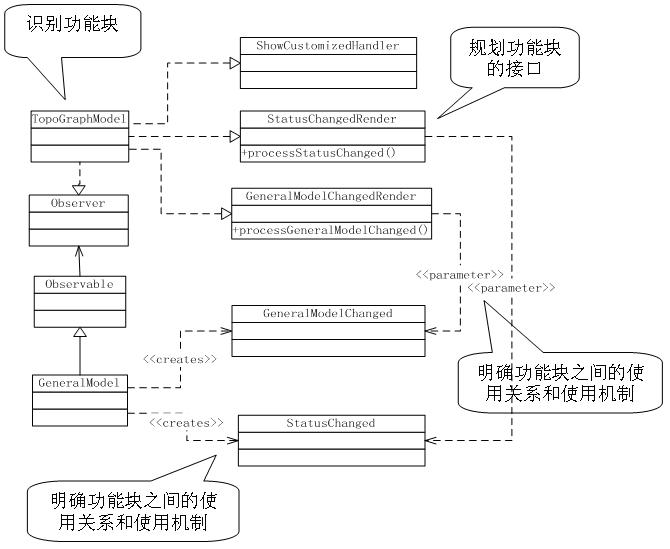 识别功能块
ShowCustomizedHandler
规划功能块
的接口
TopoGraphModel
StatusChangedRender
+processStatusChanged()
Observer
GeneralModelChangedRender
+processGeneralModelChanged()
<<parameter>>
<<parameter>>
Observable
GeneralModelChanged
<<creates>>
明确功能块之间的使
用关系和使用机制
GeneralModel
<<creates>>
StatusChanged
明确功能块之间的使
用关系和使用机制